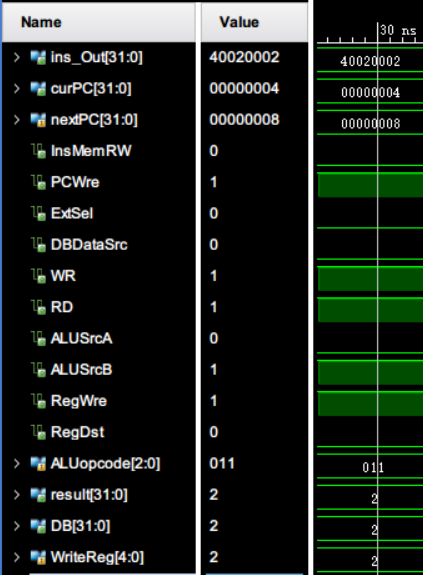 Name Value 30 ns
ins_Out[31:0] 40020002 40020002
curPC[31:0] 00000004 00000004
nextPC[31:0] 00000008 00000008
InsMemRW 0
PCWre 1
ExtSel 0
DBDataSrc 0
WR 1
RD 1
ALUSrcA 0
ALUSrcB 1
RegWre 1
RegDst 0
ALUopcode[2:0] 011 011
result[31:0] 2 2
DB[31:0] 2 2
WriteReg[4:0] 2 2